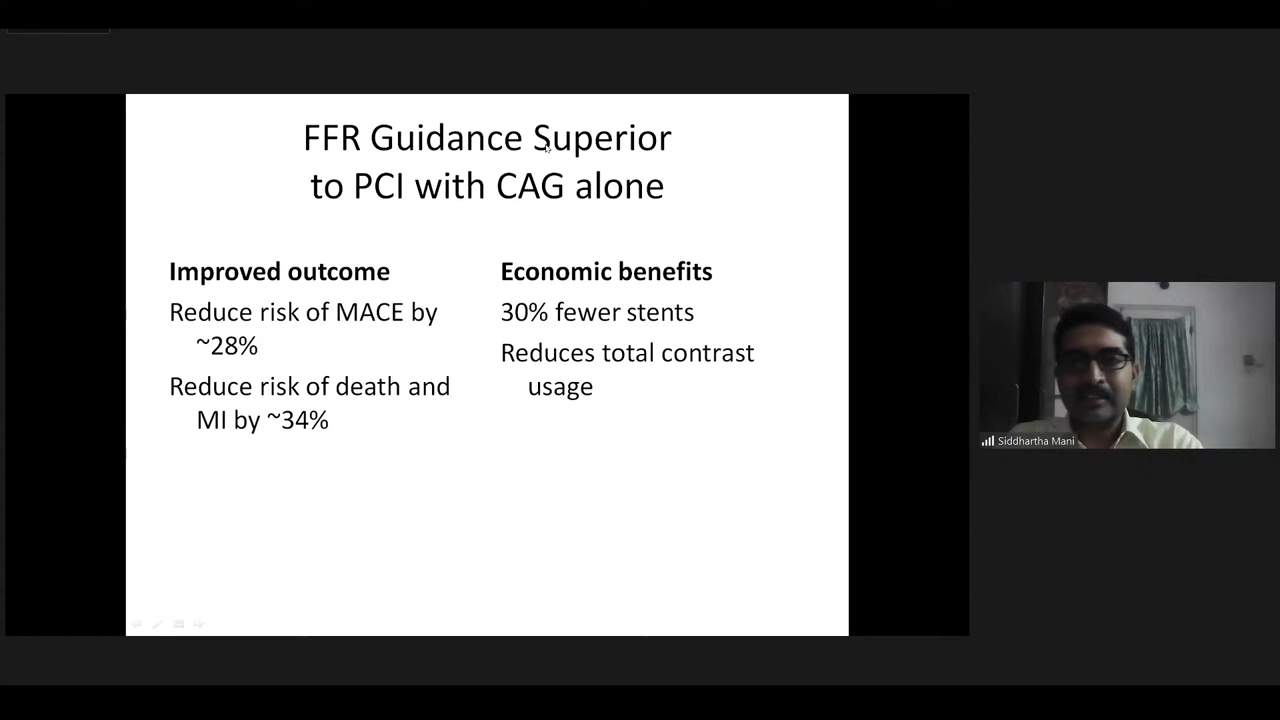 FFR Guidance Superior
to PCI with CAG alone
Improved outcome
Reduce risk of MACE by
~28%
Reduce risk of death and
MI by ~34%
Economic benefits
30% fewer stents
Reduces total contrast
usage
Siddhartha Mani